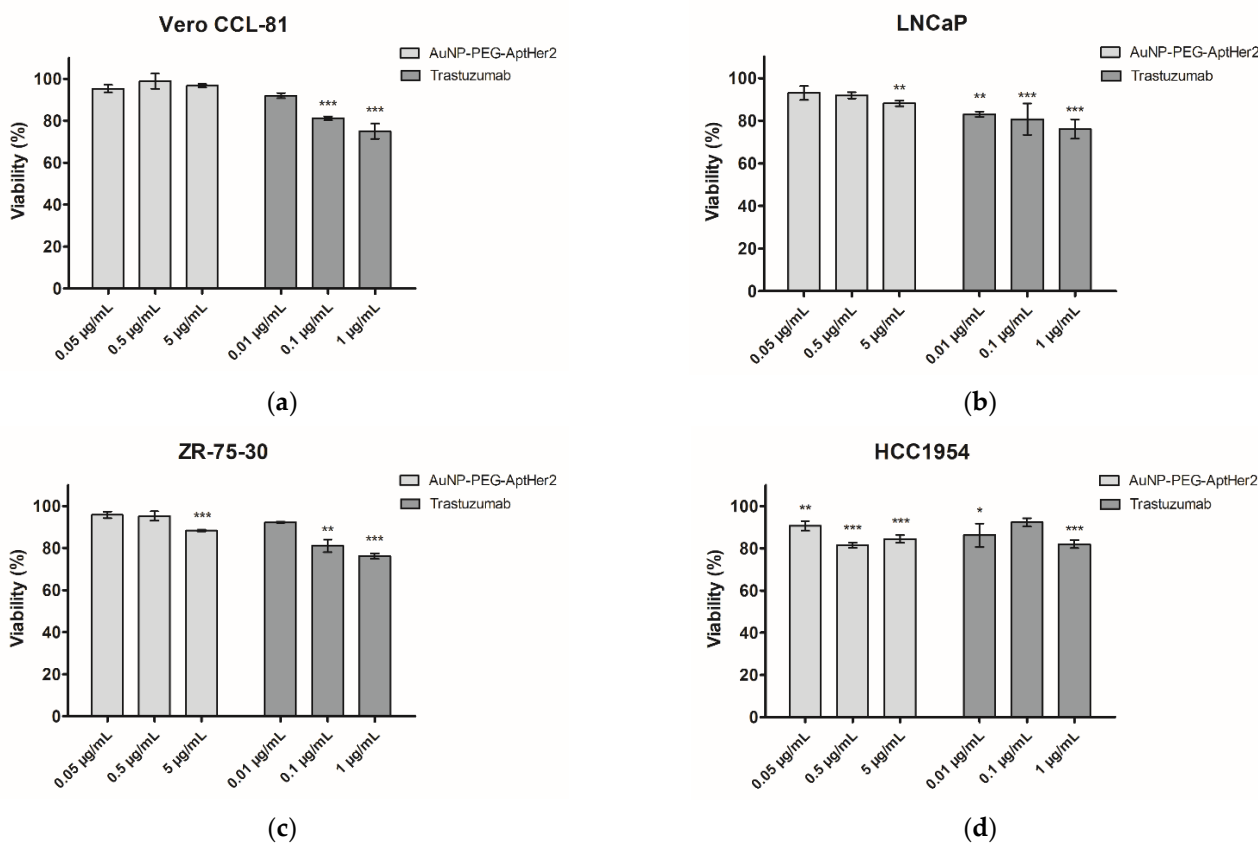 Vero CCL-81
AuNP-PEG-AptHer2
Trastuzumab
Viability (%)
100
80
60
40
20
0
***
***
0.05 µg/mL
0.5 µg/mL
5 µg/mL
0.01 µg/mL
0.1 µg/mL
1 µg/mL
(a)
LNCaP
AuNP-PEG-AptHer2
Trastuzumab
Viability (%)
100
80
60
40
20
0
**
**
***
***
0.05 µg/mL
0.5 µg/mL
5 µg/mL
0.01 µg/mL
0.1 µg/mL
1 µg/mL
(b)
ZR-75-30
AuNP-PEG-AptHer2
Trastuzumab
Viability (%)
100
80
60
40
20
0
***
**
***
0.05 µg/mL
0.5 µg/mL
5 µg/mL
0.01 µg/mL
0.1 µg/mL
1 µg/mL
(c)
HCC1954
AuNP-PEG-AptHer2
Trastuzumab
Viability (%)
100
80
60
40
20
0
**
***
***
*
***
0.05 µg/mL
0.5 µg/mL
5 µg/mL
0.01 µg/mL
0.1 µg/mL
1 µg/mL
(d)